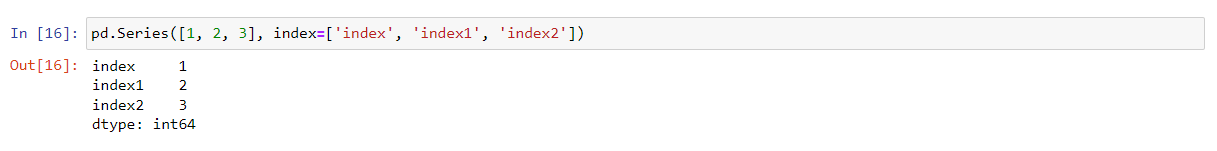 In [16]: pd.Series([1, 2, 3], index=['index', 'index1', 'index2'])
Out[16]: index     1
index1    2
index2    3
dtype: int64